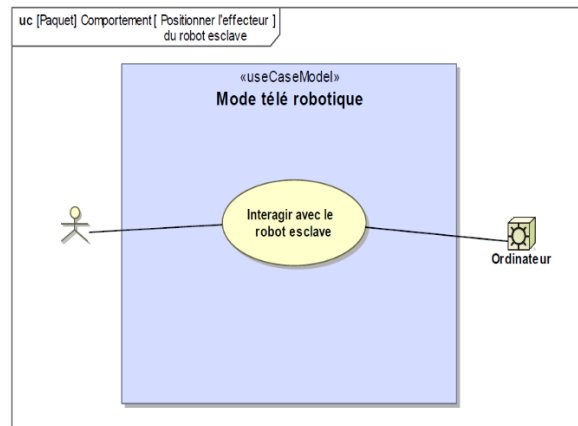 uc [Paquet] Comportement [ Positionner l'effecteur ]
du robot esclave
«useCaseModel»
Mode télé robotique
Interagir avec le
robot esclave
Ordinateur